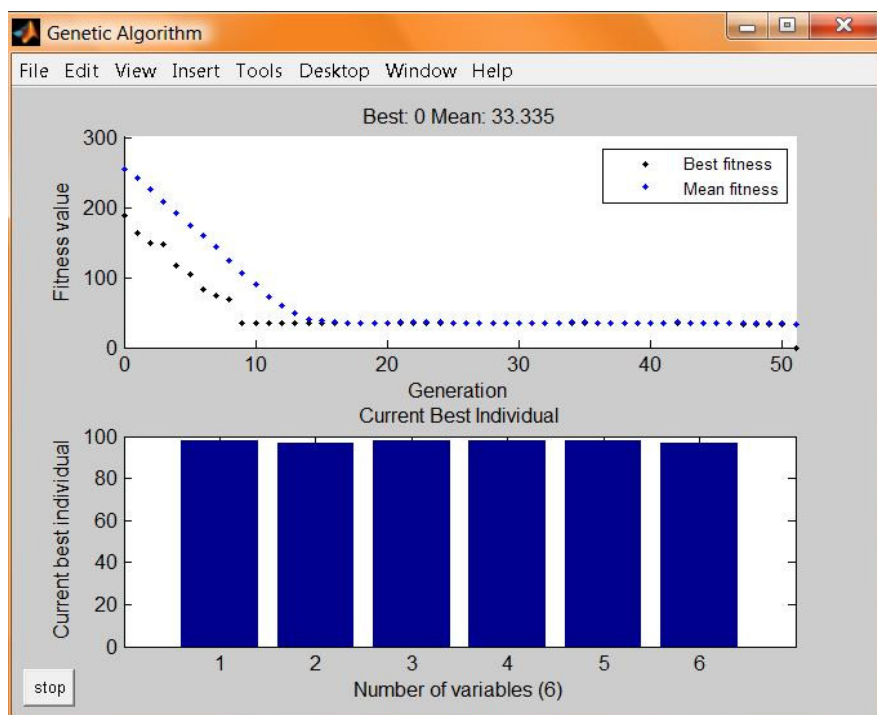 Genetic Algorithm
File Edit View Insert Tools Desktop Window Help
Best: 0 Mean: 33.335
300
200
100
0
Fitness value
Best fitness
Mean fitness
0 10 20 30 40 50
Generation
Current Best Individual
100
80
60
40
20
0
Current best individual
1 2 3 4 5 6
Number of variables (6)
stop